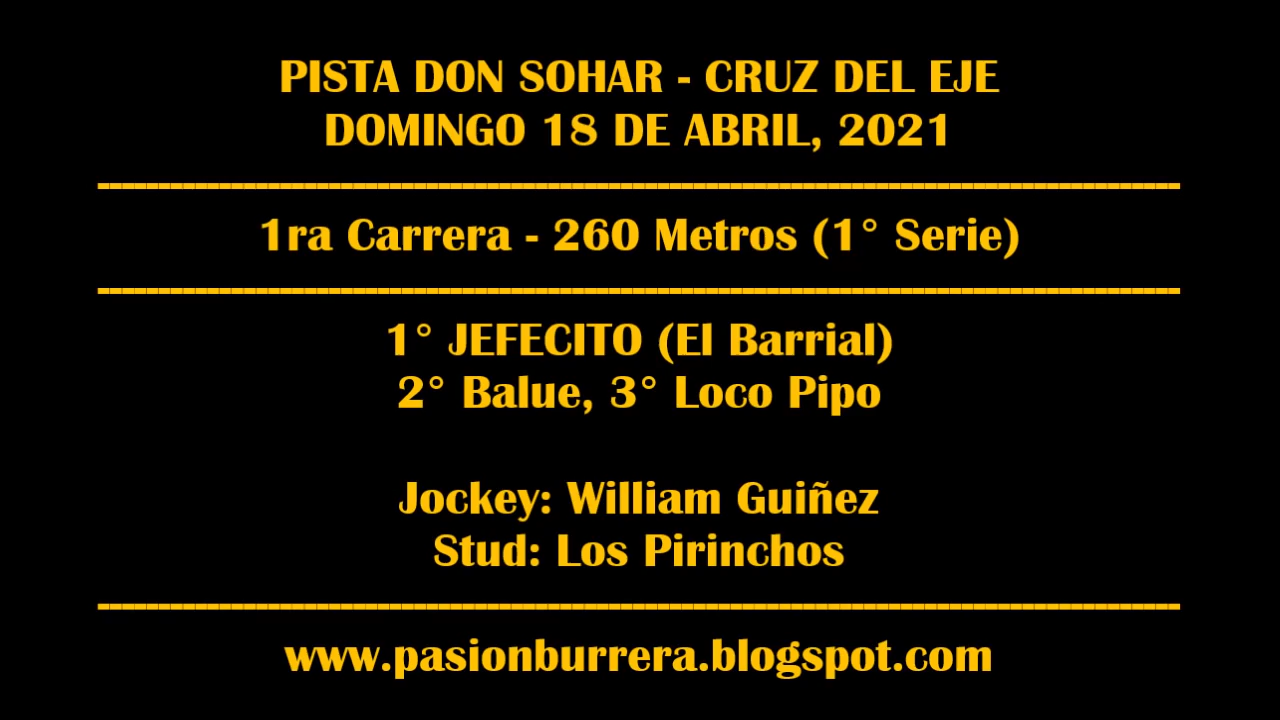 PISTA DON SOHAR - CRUZ DEL EJE
DOMINGO 18 DE ABRIL, 2021
1ra Carrera - 260 Metros (1° Serie)
1° JEFECITO (El Barrial)
2° Balue, 3° Loco Pipo
Jockey: William Guiñez
Stud: Los Pirinchos
www.pasionburrera.blogspot.com